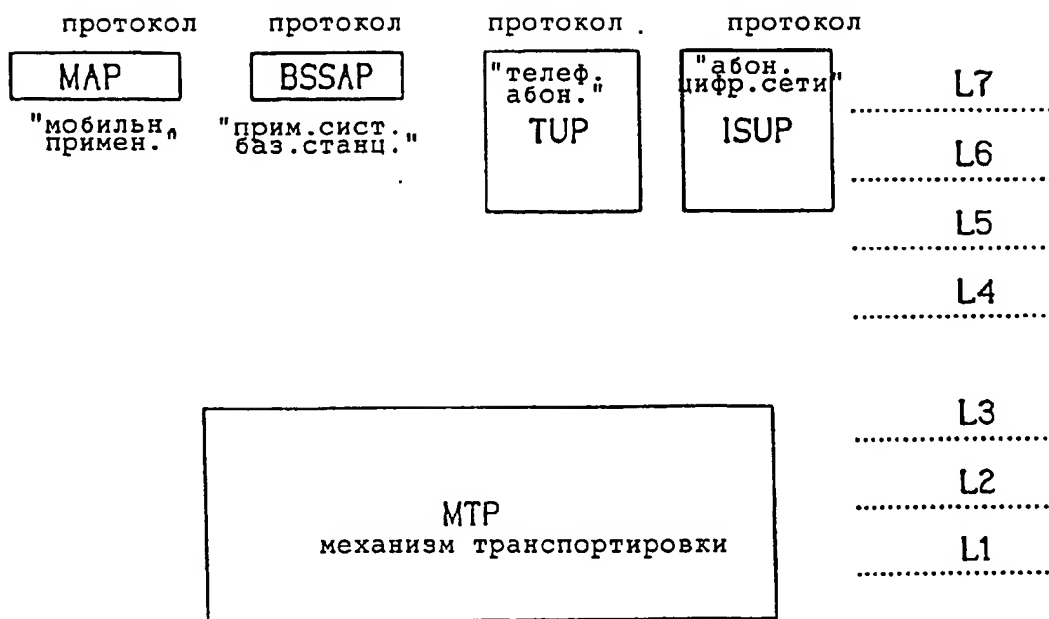 протокол протокол протокол . протокол
MAP BSSAP "телеф. абон." TUP "абон. цифр.сети" ISUP
"мобильн. примен." "прим.сист. баз.станц."
L7
L6
L5
L4
L3
L2
L1
MTP
механизм транспортировки